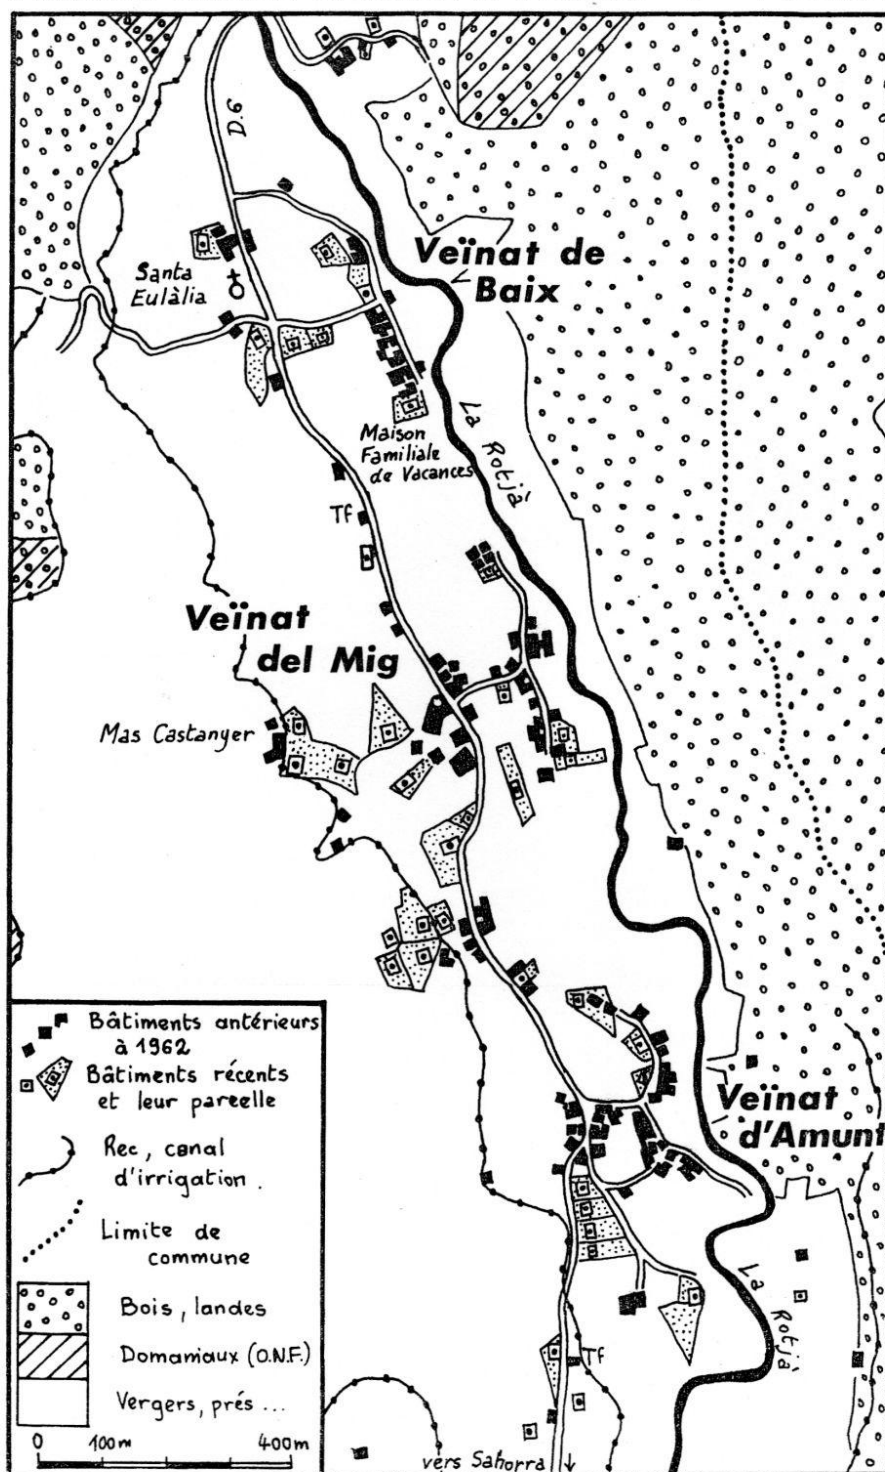 D.6
Veïnat de
Baix
Santa
Eulàlia
La Rotjà
Maison
Familiale
de Vacances
Tf
Veïnat
del Mig
Mas Castanyer
Veïnat
d'Amunt
La Rotjà
Tf
vers Sahorra
Bâtiments antérieurs
à 1962
Bâtiments récents
et leur parcelle
Rec, canal
d'irrigation.
Limite de
commune
Bois, landes
Domaniaux (O.N.F.)
Vergers, prés ...
0 100m 400m